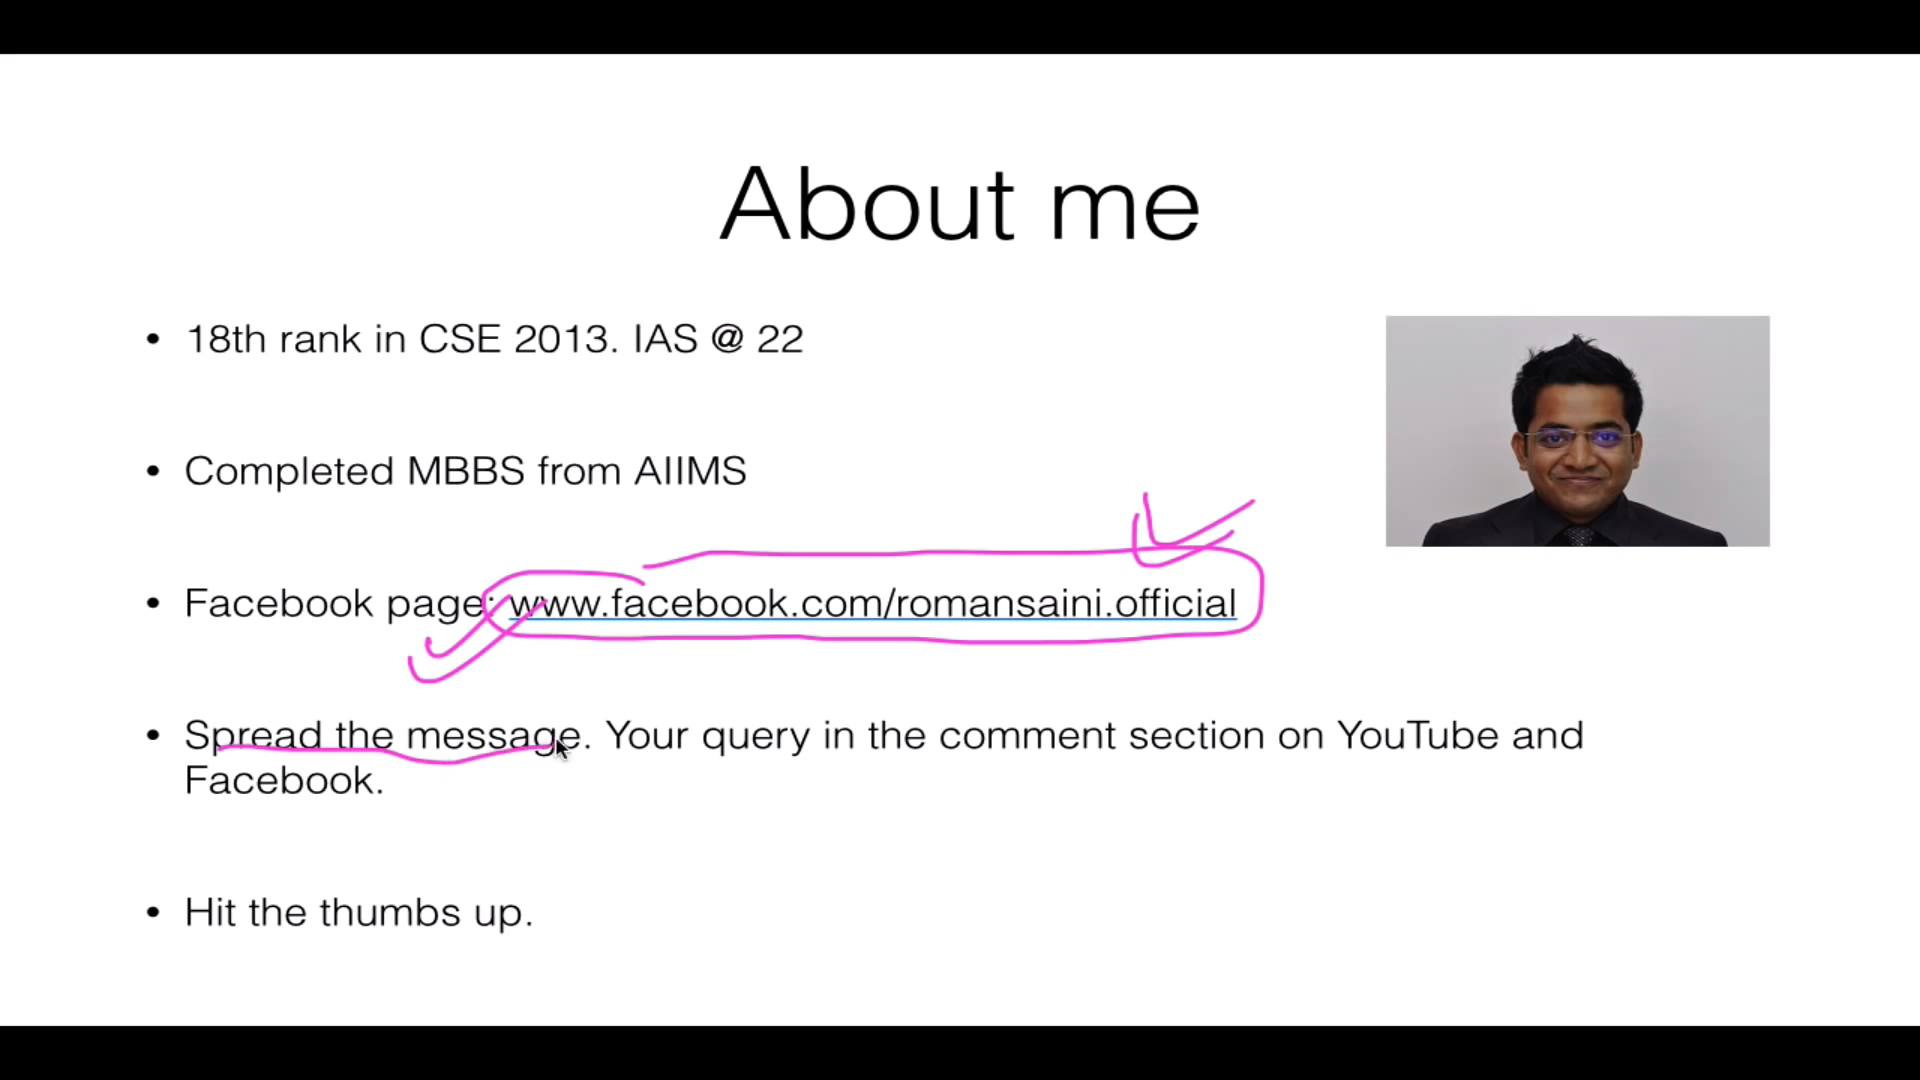 About me
• 18th rank in CSE 2013. IAS @ 22
• Completed MBBS from AIIMS
• Facebook page: www.facebook.com/romansaini.official
• Spread the message. Your query in the comment section on YouTube and
Facebook.
• Hit the thumbs up.